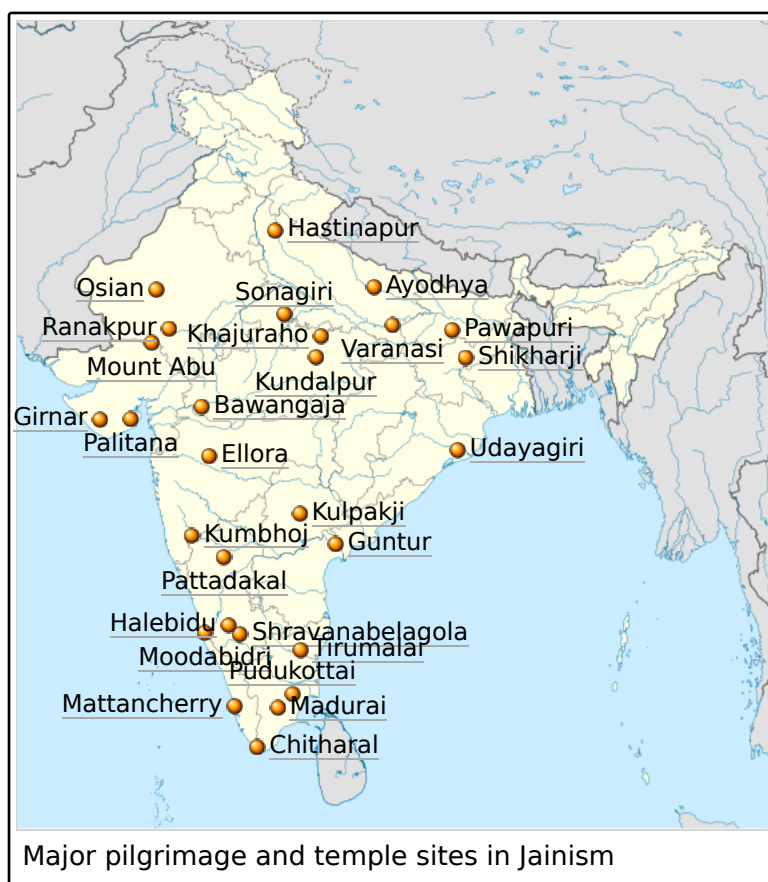 Hastinapur
Osian
Ayodhya
Sonagiri
Ranakpur
Khajuraho
Pawapuri
Varanasi
Shikharji
Mount Abu
Kundalpur
Bawangaja
Girnar
Palitana
Ellora
Udayagiri
Kulpakji
Kumbhoj
Guntur
Pattadakal
Halebidu
Shravanabelagola
Tirumalai
Moodabidri
Pudukottai
Mattancherry
Madurai
Chitharal
Major pilgrimage and temple sites in Jainism